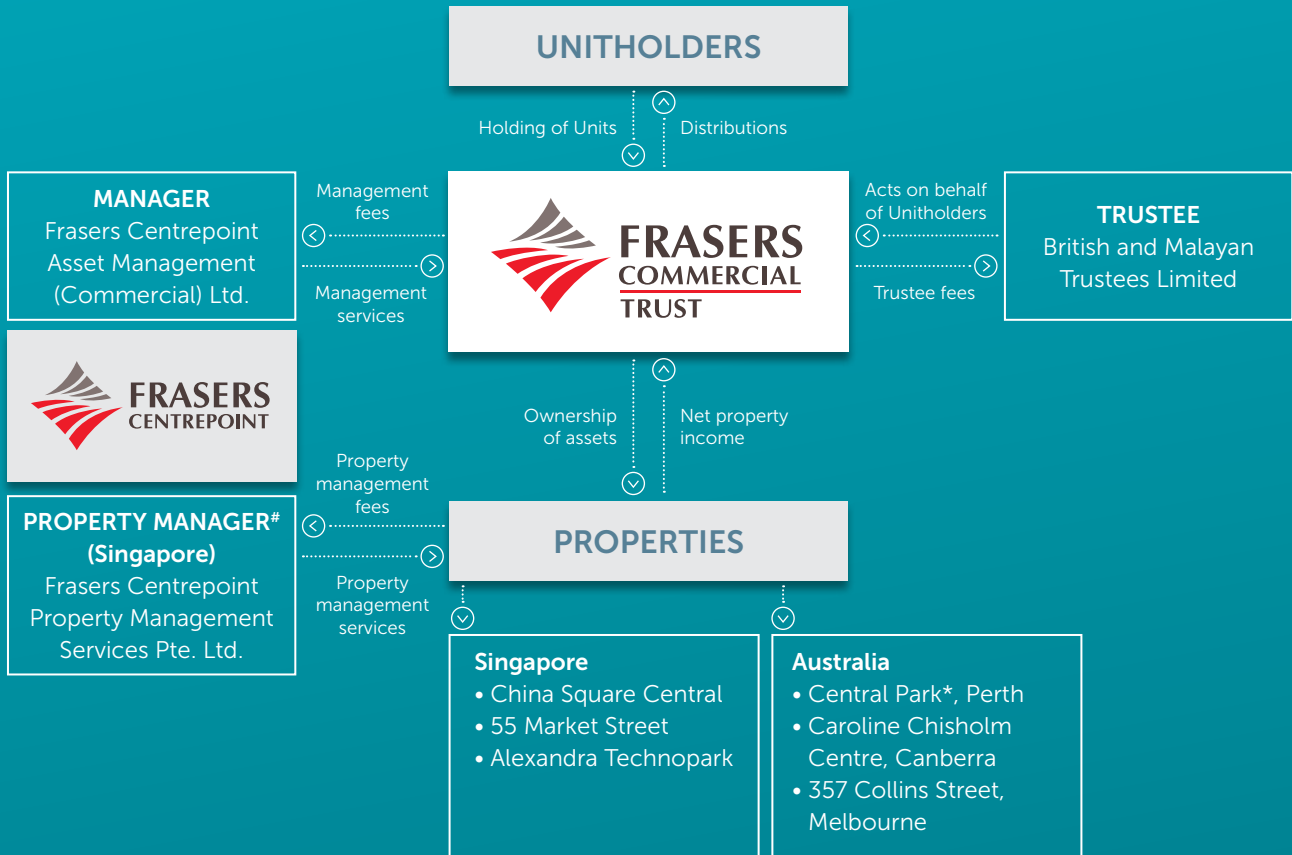 UNITHOLDERS
Holding of Units
Distributions
MANAGER
Frasers Centrepoint
Asset Management
(Commercial) Ltd.
Management
fees
Management
services
FRASERS
COMMERCIAL
TRUST
Acts on behalf
of Unitholders
Trustee fees
TRUSTEE
British and Malayan
Trustees Limited
FRASERS
CENTREPOINT
Ownership
of assets
Net property
income
Property
management
fees
Property
management
services
PROPERTY MANAGER#
(Singapore)
Frasers Centrepoint
Property Management
Services Pte. Ltd.
PROPERTIES
Singapore
• China Square Central
• 55 Market Street
• Alexandra Technopark
Australia
• Central Park*, Perth
• Caroline Chisholm
Centre, Canberra
• 357 Collins Street,
Melbourne